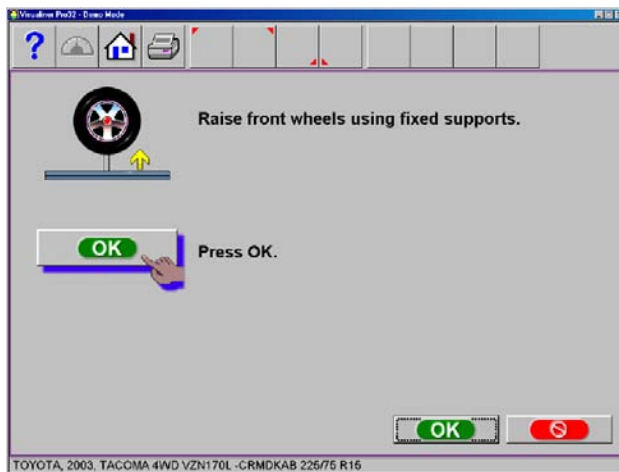 Visualiner Pro32 - Demo Mode
?
Raise front wheels using fixed supports.
OK
Press OK.
OK
TOYOTA, 2003, TACOMA 4WD VZN170L -CRMDKAB 225/75 R15